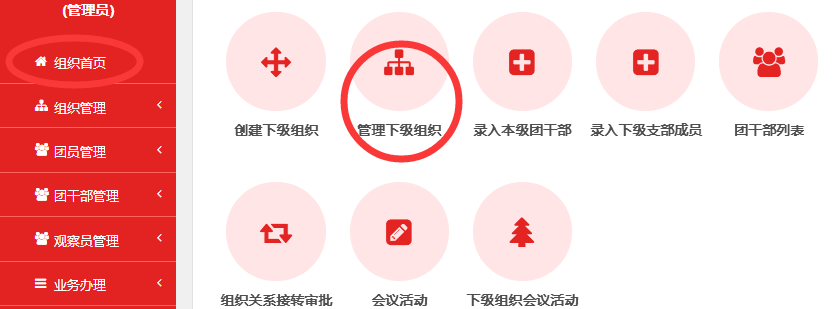 (管理员)
组织首页
组织管理
团员管理
团干部管理
观察员管理
业务办理
创建下级组织
管理下级组织
录入本级团干部
录入下级支部成员
团干部列表
组织关系接转审批
会议活动
下级组织会议活动